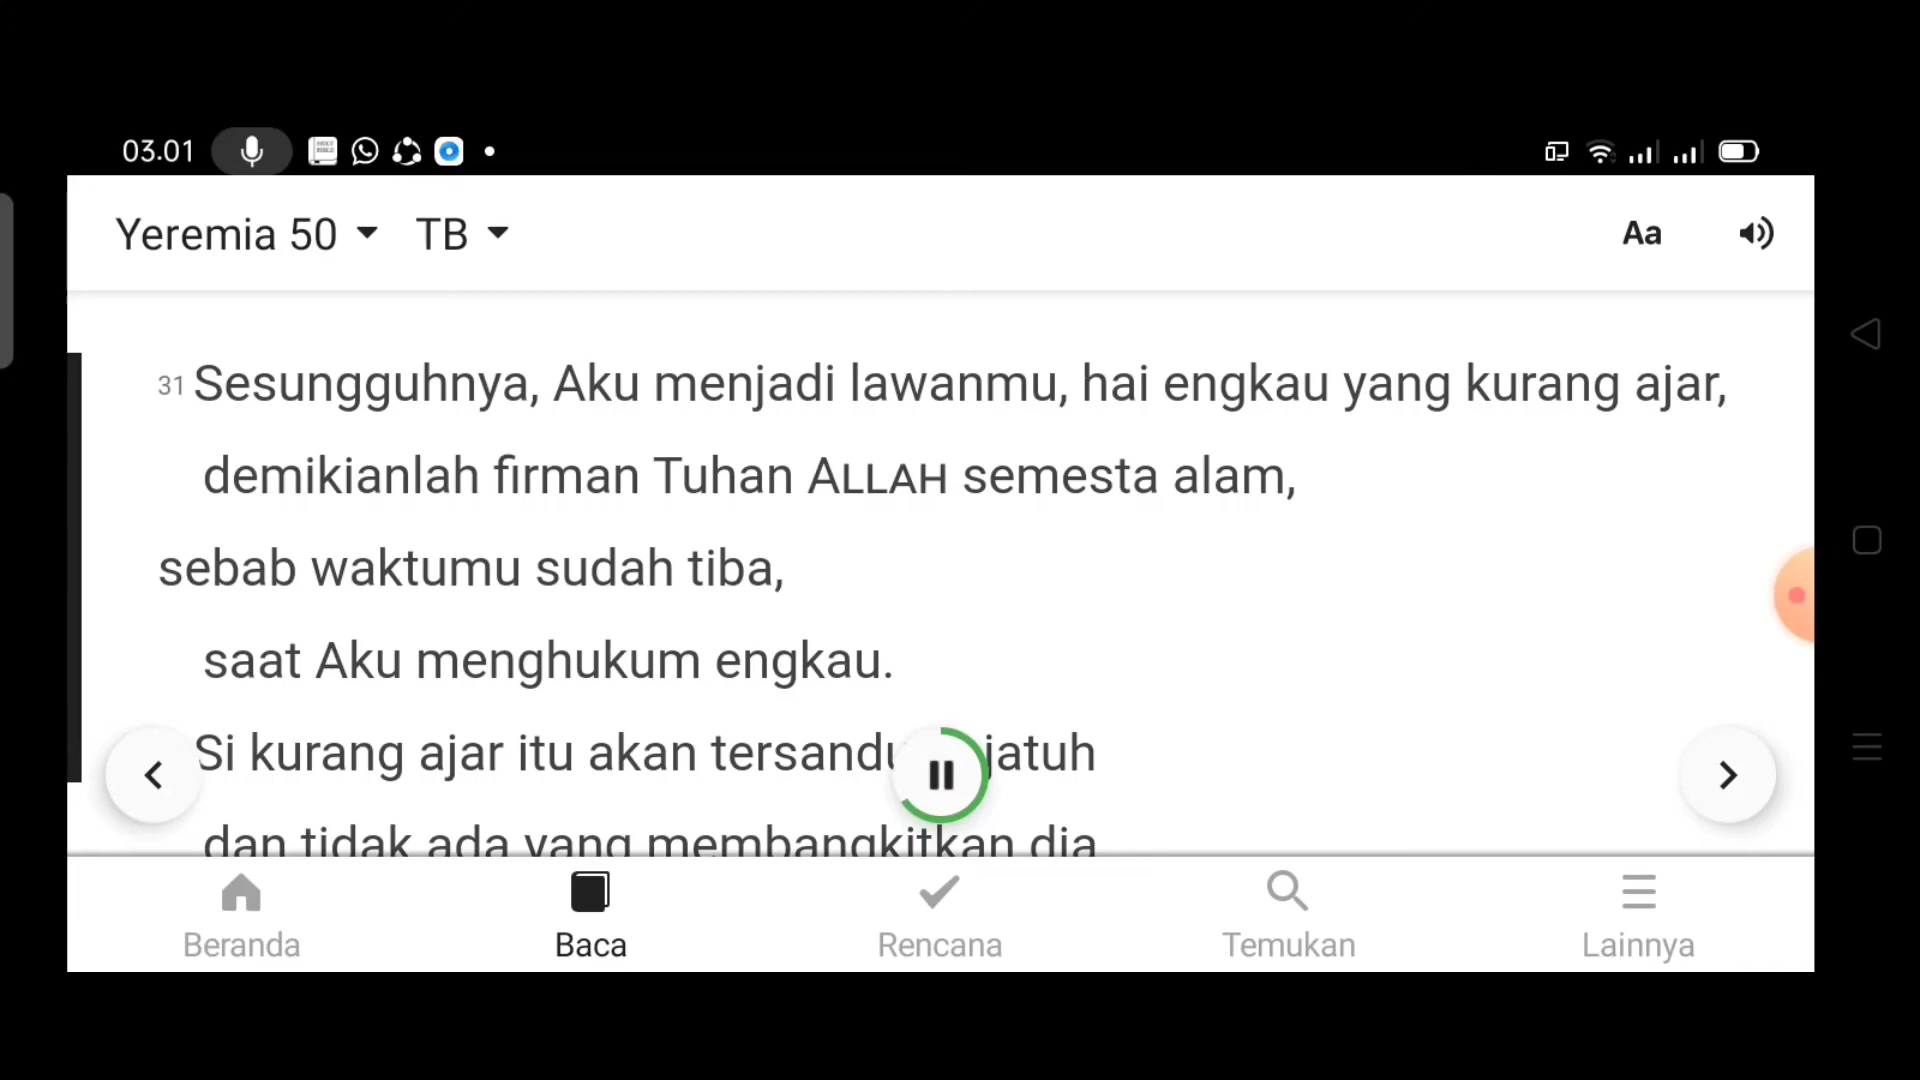 03.01
Yeremia 50 TB Aa
31 Sesungguhnya, Aku menjadi lawanmu, hai engkau yang kurang ajar,
demikianlah firman Tuhan ALLAH semesta alam,
sebab waktumu sudah tiba,
saat Aku menghukum engkau.
Si kurang ajar itu akan jatuh
dan tidak ada yang membangkitkan dia
Beranda Baca Rencana Temukan Lainnya